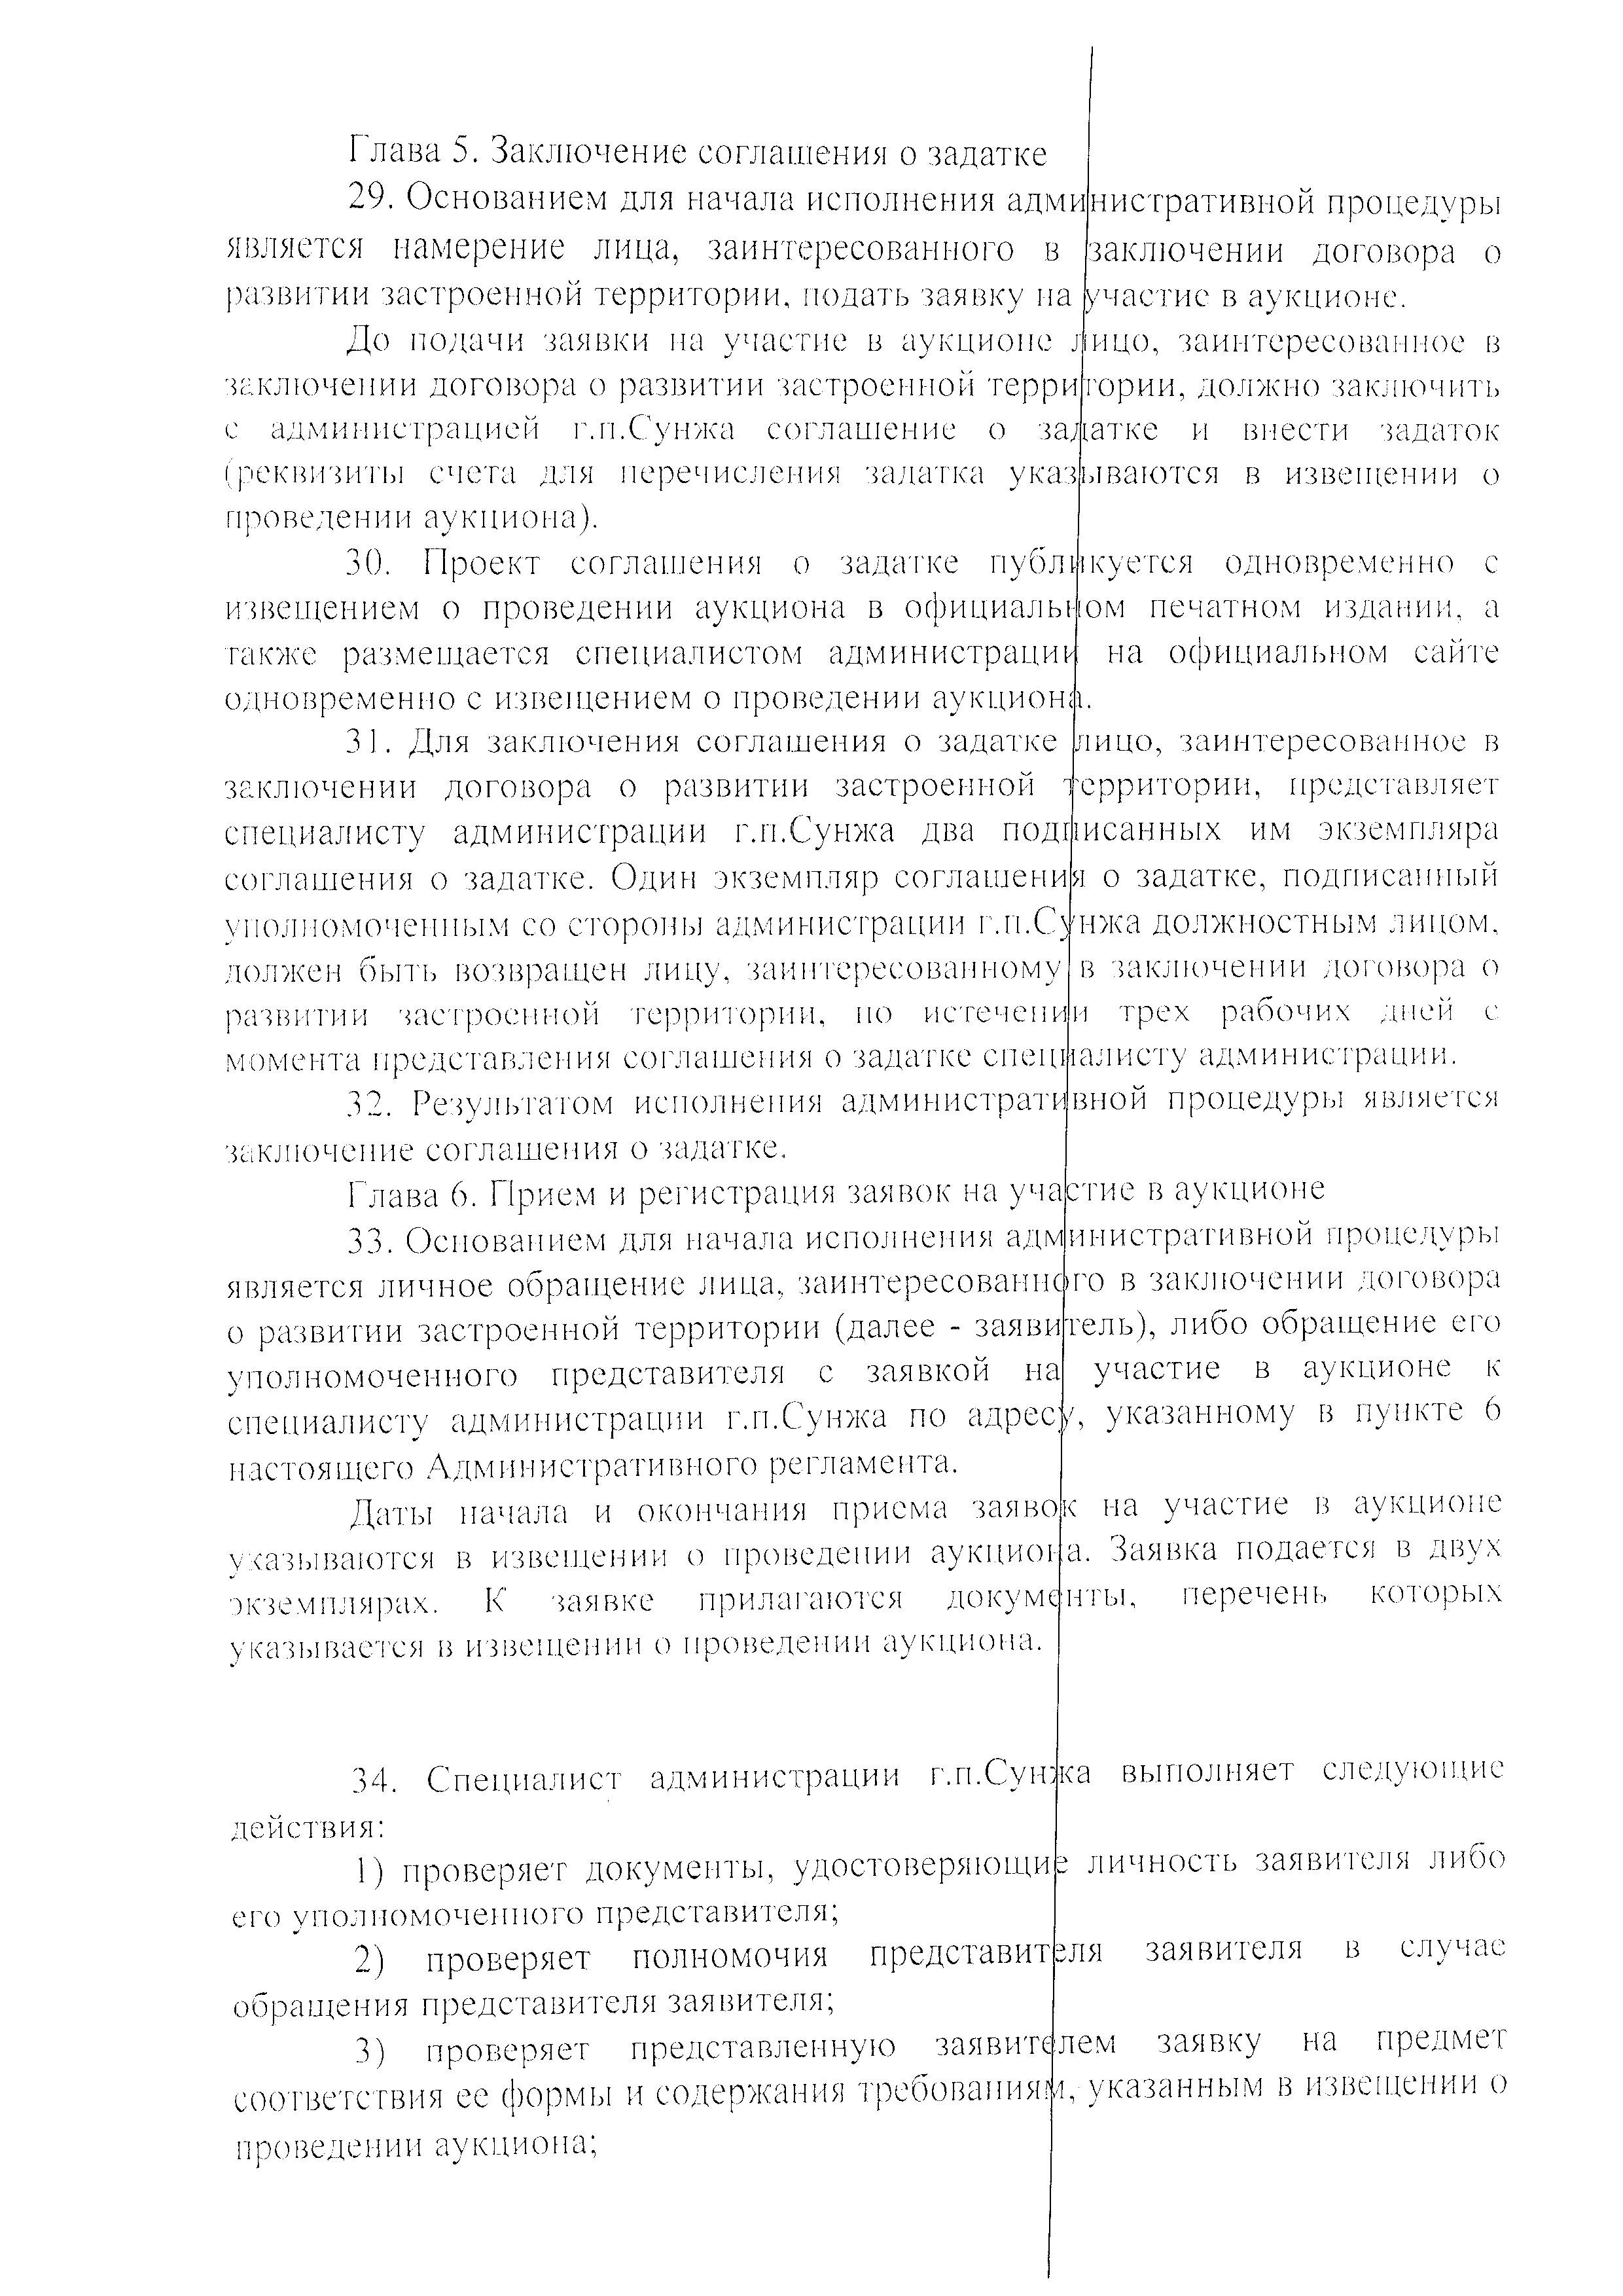 Глава 5. Заключение соглашения о задатке
29. Основанием для начала исполнения административной процедуры
является намерение лица, заинтересованного в заключении договора о
развитии застроенной территории, подать заявку на участие в аукционе.
До подачи заявки на участие в аукционе лицо, заинтересованное в
заключении договора о развитии застроенной территории, должно заключить
с администрацией г.п.Сунжа соглашение о задатке и внести задаток
(реквизиты счета для перечисления задатка указываются в извещении о
проведении аукциона).
30. Проект соглашения о задатке публикуется одновременно с
извещением о проведении аукциона в официальном печатном издании, а
также размещается специалистом администрации на официальном сайте
одновременно с извещением о проведении аукциона.
31. Для заключения соглашения о задатке лицо, заинтересованное в
заключении договора о развитии застроенной территории, представляет
специалисту администрации г.п.Сунжа два подписанных им экземпляра
соглашения о задатке. Один экземпляр соглашения о задатке, подписанный
уполномоченным со стороны администрации г.п.Сунжа должностным лицом,
должен быть возвращен лицу, заинтересованному в заключении договора о
развитии застроенной территории, по истечении трех рабочих дней с
момента представления соглашения о задатке специалисту администрации.
32. Результатом исполнения административной процедуры является
заключение соглашения о задатке.
Глава 6. Прием и регистрация заявок на участие в аукционе
33. Основанием для начала исполнения административной процедуры
является личное обращение лица, заинтересованного в заключении договора
о развитии застроенной территории (далее - заявитель), либо обращение его
уполномоченного представителя с заявкой на участие в аукционе к
специалисту администрации г.п.Сунжа по адресу, указанному в пункте 6
настоящего Административного регламента.
Даты начала и окончания приема заявок на участие в аукционе
указываются в извещении о проведении аукциона. Заявка подается в двух
экземплярах. К заявке прилагаются документы, перечень которых
указывается в извещении о проведении аукциона.
34. Специалист администрации г.п.Сунжа выполняет следующие
действия:
1) проверяет документы, удостоверяющие личность заявителя либо
его уполномоченного представителя;
2) проверяет полномочия представителя заявителя в случае
обращения представителя заявителя;
3) проверяет представленную заявителем заявку на предмет
соответствия ее формы и содержания требованиям, указанным в извещении о
проведении аукциона;